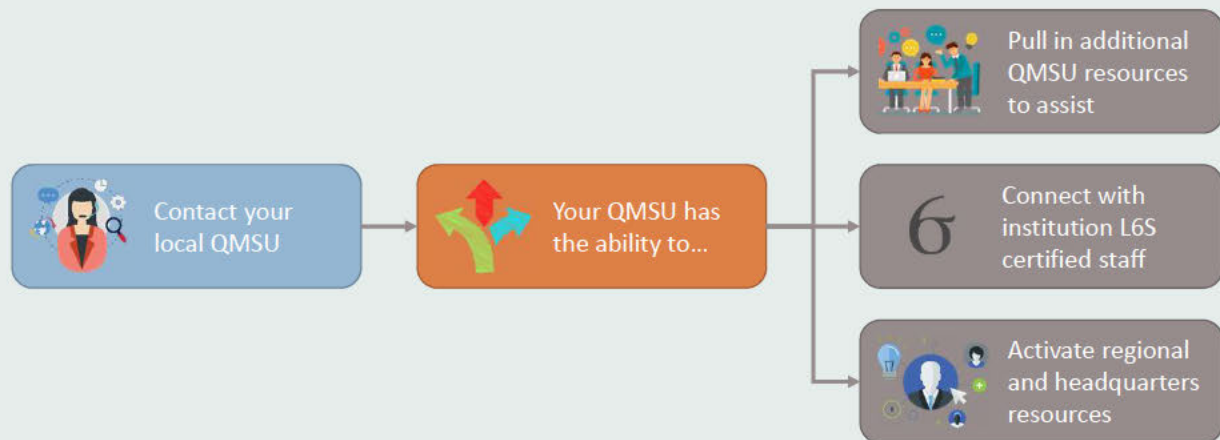 Contact your
local QMSU
Your QMSU has
the ability to...
Pull in additional
QMSU resources
to assist
6σ
Connect with
institution L6S
certified staff
Activate regional
and headquarters
resources